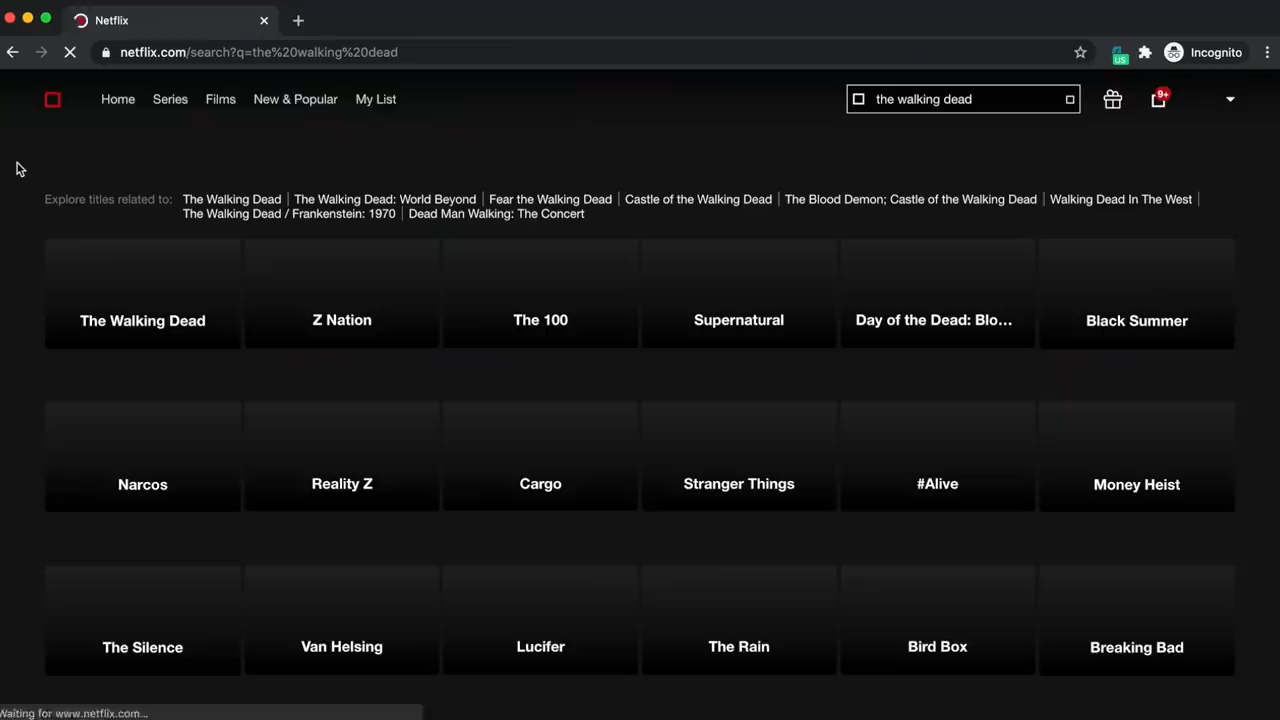 Netflix
netflix.com/search?q=the%20walking%20dead
US
Incognito
Home Series Films New & Popular My List
the walking dead
9+
Explore titles related to: The Walking Dead | The Walking Dead: World Beyond | Fear the Walking Dead | Castle of the Walking Dead | The Blood Demon; Castle of the Walking Dead | Walking Dead In The West |
The Walking Dead / Frankenstein: 1970 | Dead Man Walking: The Concert
The Walking Dead Z Nation The 100 Supernatural Day of the Dead: Blo... Black Summer
Narcos Reality Z Cargo Stranger Things #Alive Money Heist
The Silence Van Helsing Lucifer The Rain Bird Box Breaking Bad
Waiting for www.netflix.com...